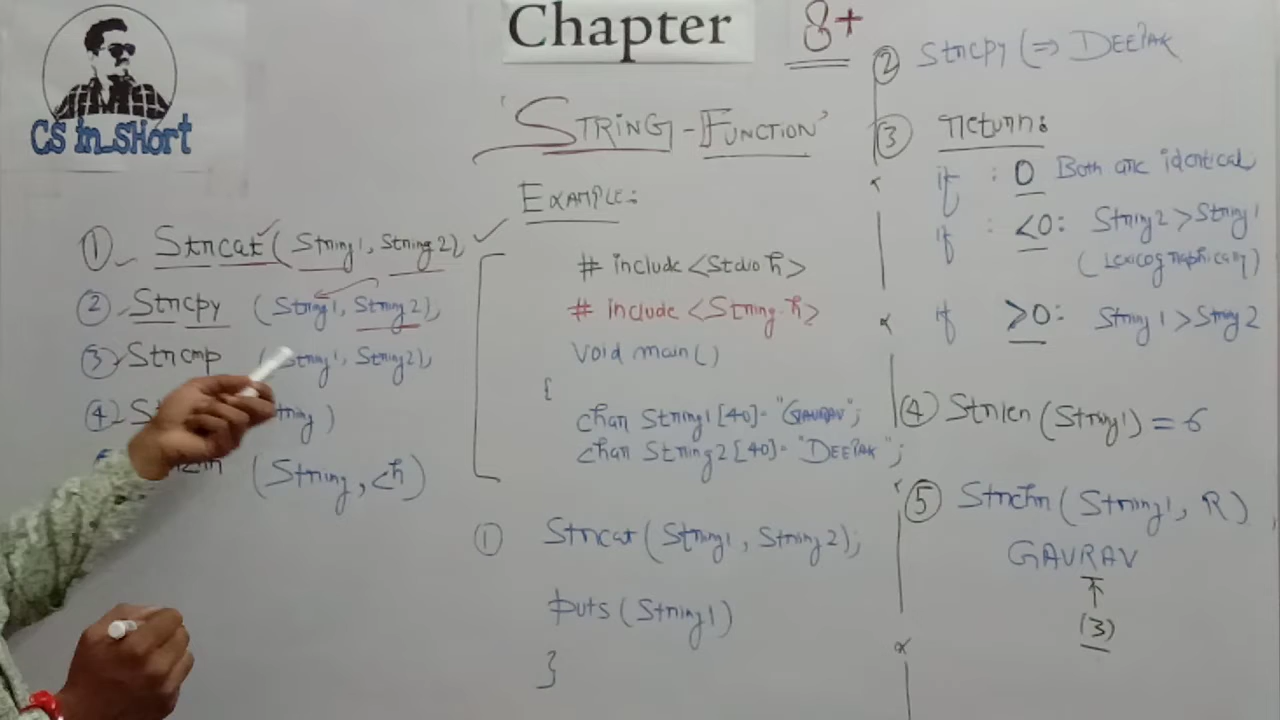 CS in_SHort
Chapter 8+
'STRING-FUNCTION'
① Strcat (String1, String2),
② Strcpy (String1, String2),
③ Strcmp (String1, String2),
④
(String, ch)
EXAMPLE:
# include <Stdio h>
# include <String.h>
Void main()
{
char String1 [40]= "GAURAV";
char String2 [40]= "DEEPAK";
① Strcat (String1, String2);
puts (String1)
}
② Strcpy (⇒ DEEPAK
③ return:
if : 0 Both are identical
if : <0: String2 > String1
(Lexicographically)
if >0: String1 > String2
④ Strlen (String1) = 6
⑤ Strchr (String1, R)
GAURAV
↑
(3)